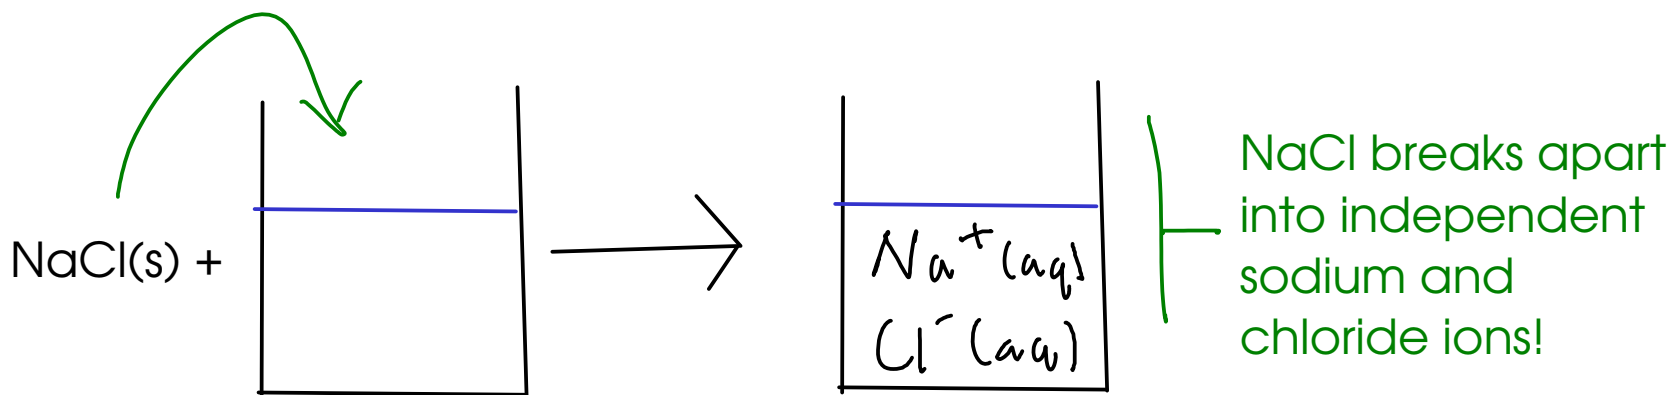 NaCl(s) +
Na⁺(aq)
Cl⁻(aq)
NaCl breaks apart
into independent
sodium and
chloride ions!